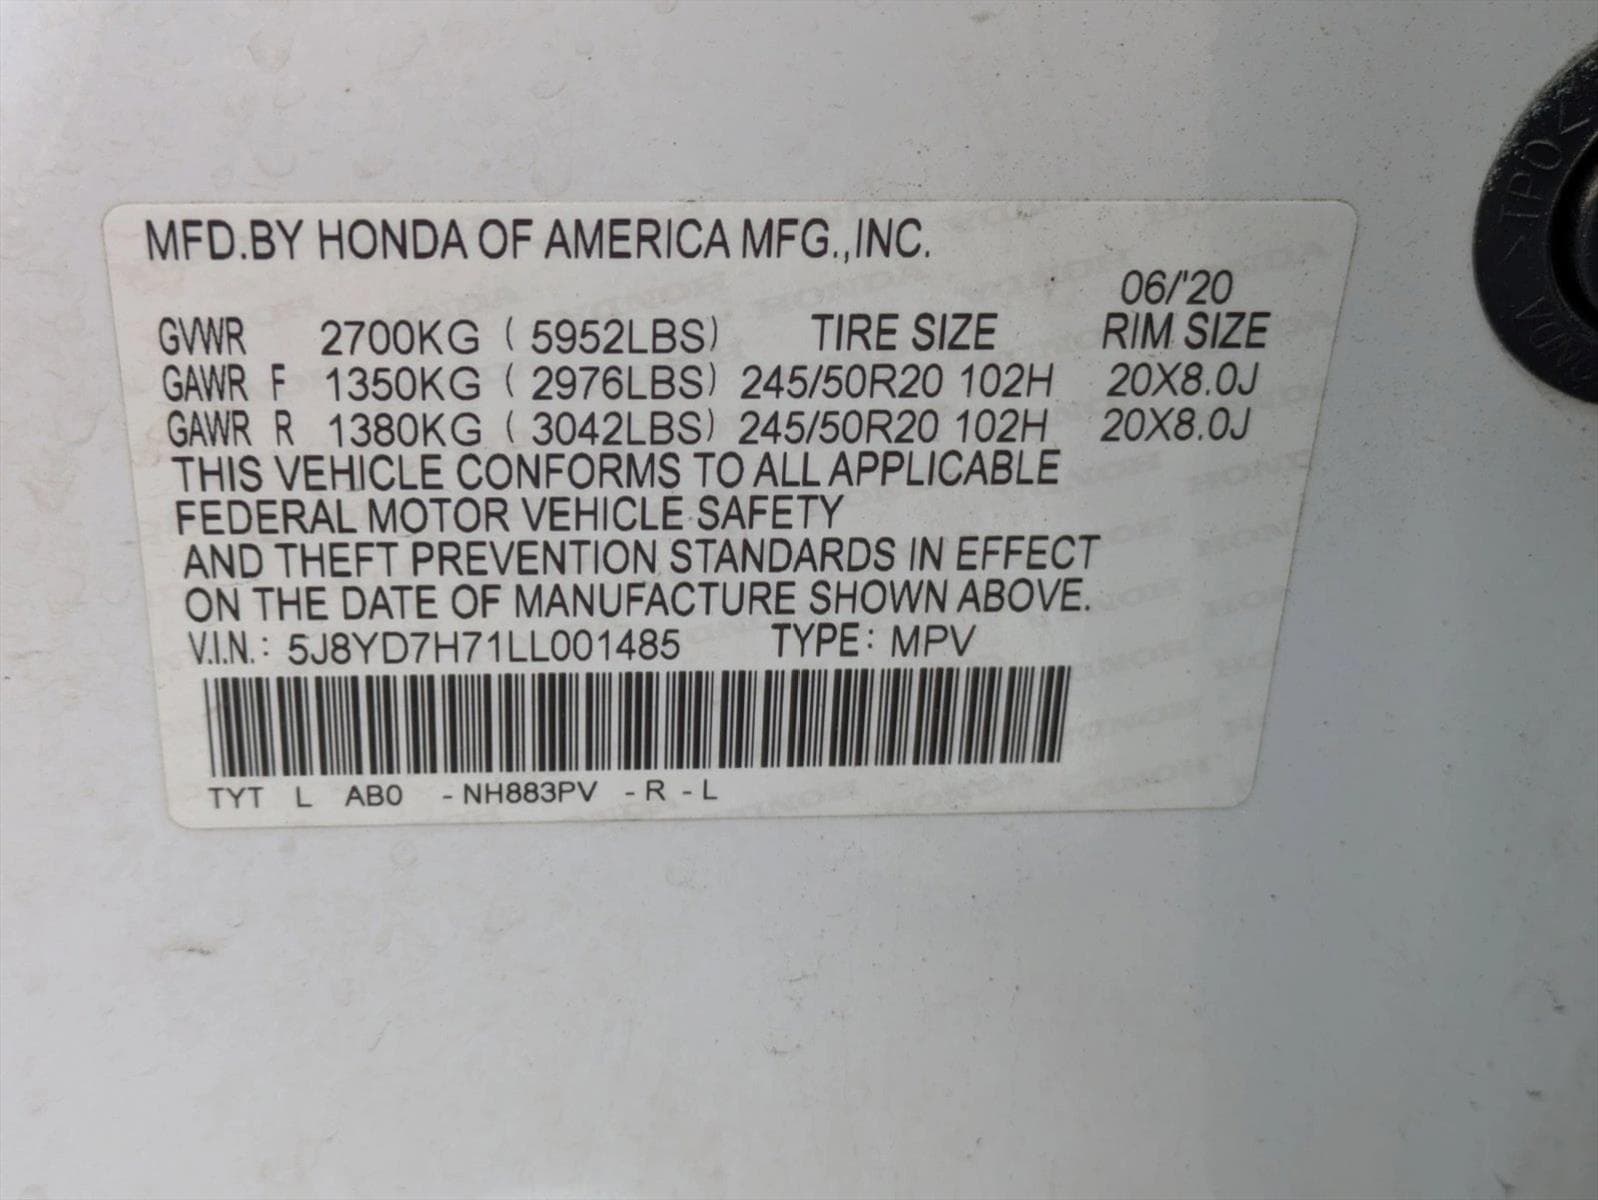 MFD.BY HONDA OF AMERICA MFG.,INC.
06/'20
GVWR 2700KG ( 5952LBS) TIRE SIZE RIM SIZE
GAWR F 1350KG ( 2976LBS) 245/50R20 102H 20X8.0J
GAWR R 1380KG ( 3042LBS) 245/50R20 102H 20X8.0J
THIS VEHICLE CONFORMS TO ALL APPLICABLE
FEDERAL MOTOR VEHICLE SAFETY
AND THEFT PREVENTION STANDARDS IN EFFECT
ON THE DATE OF MANUFACTURE SHOWN ABOVE.
V.I.N.: 5J8YD7H71LL001485 TYPE: MPV
TYT L AB0 -NH883PV -R -L
>TPO<